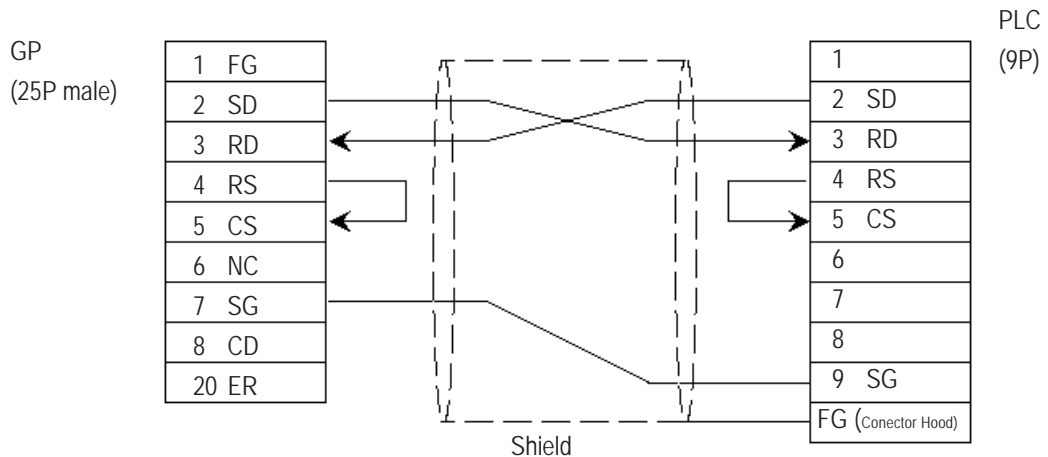 GP
(25P male)
1 FG
2 SD
3 RD
4 RS
5 CS
6 NC
7 SG
8 CD
20 ER
Shield
PLC
(9P)
1
2 SD
3 RD
4 RS
5 CS
6
7
8
9 SG
FG (Conector Hood)